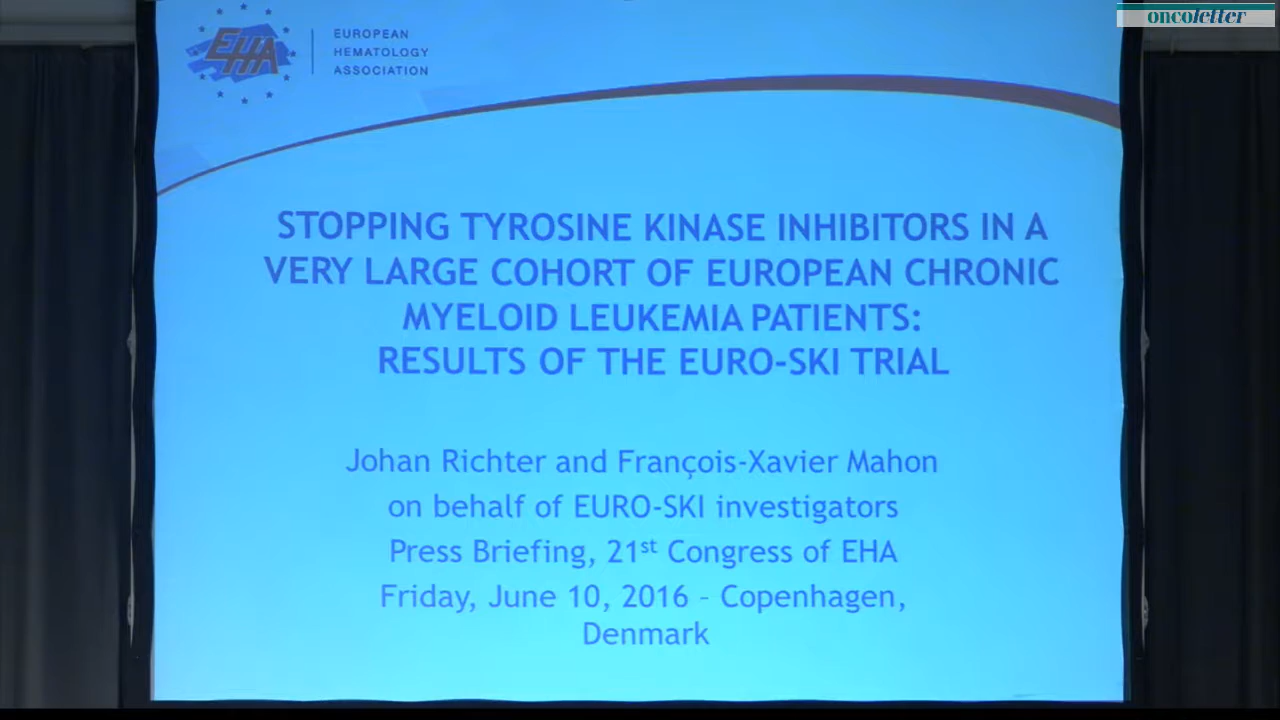 oncoletter
EHA
EUROPEAN
HEMATOLOGY
ASSOCIATION
STOPPING TYROSINE KINASE INHIBITORS IN A
VERY LARGE COHORT OF EUROPEAN CHRONIC
MYELOID LEUKEMIA PATIENTS:
RESULTS OF THE EURO-SKI TRIAL
Johan Richter and François-Xavier Mahon
on behalf of EURO-SKI investigators
Press Briefing, 21st Congress of EHA
Friday, June 10, 2016 – Copenhagen,
Denmark